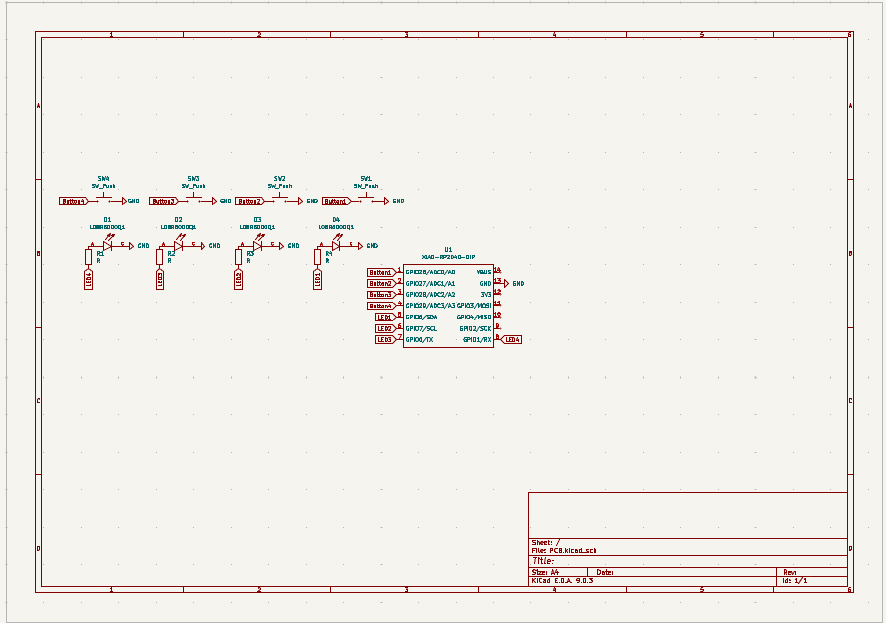 1 2 3 4 5 6
A
SW4 SW3 SW2 SW1
SW_Push SW_Push SW_Push SW_Push
Button4 GND Button3 GND Button2 GND Button1 GND
D1 D2 D3 D4
A GND A GND A GND A GND
R1 R2 R3 R4
R R R R
LED4 LED3 LED2 LED1
B
U1
XIAO-RP2040-DIP
Button1 1 GPIO26/ADC0/A0 VBUS 14
Button2 2 GPIO27/ADC1/A1 GND 13 GND
Button3 3 GPIO28/ADC2/A2 3V3 12
Button4 4 GPIO29/ADC3/A3 GPIO3/MOSI 11
LED1 5 GPIO6/SDA GPIO4/MISO 10
LED2 6 GPIO7/SCL GPIO2/SCK 9
LED3 7 GPIO0/TX GPIO1/RX 8 LED4
C
D
Sheet: /
File: PCB.kicad_sch
Title:
Size: A4 Date: Rev:
KiCad E.D.A. 9.0.3 Id: 1/1
1 2 3 4 5 6